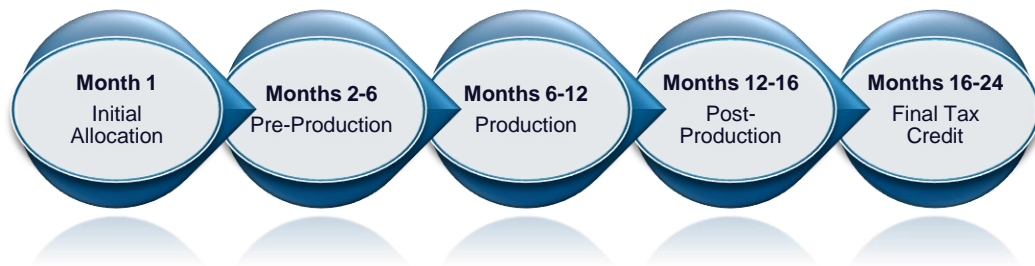 Month 1
Initial
Allocation
Months 2-6
Pre-Production
Months 6-12
Production
Months 12-16
Post-
Production
Months 16-24
Final Tax
Credit